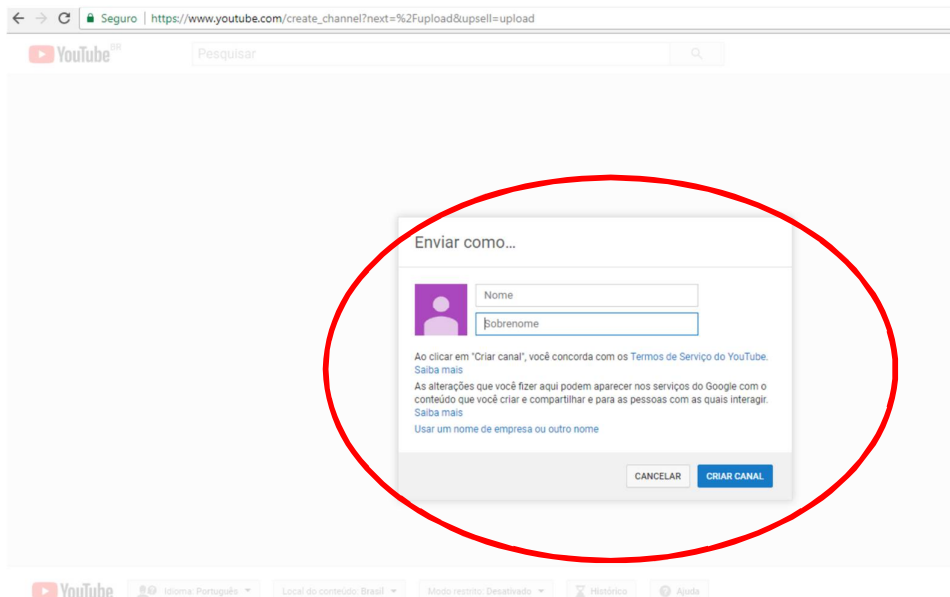 Seguro | https://www.youtube.com/create_channel?next=%2Fupload&upsell=upload
YouTube BR Pesquisar
Enviar como...
Nome
Sobrenome
Ao clicar em "Criar canal", você concorda com os Termos de Serviço do YouTube.
Saiba mais
As alterações que você fizer aqui podem aparecer nos serviços do Google com o
conteúdo que você criar e compartilhar e para as pessoas com as quais interagir.
Saiba mais
Usar um nome de empresa ou outro nome
CANCELAR CRIAR CANAL
YouTube Idioma: Português Local do conteúdo: Brasil Modo restrito: Desativado Histórico Ajuda